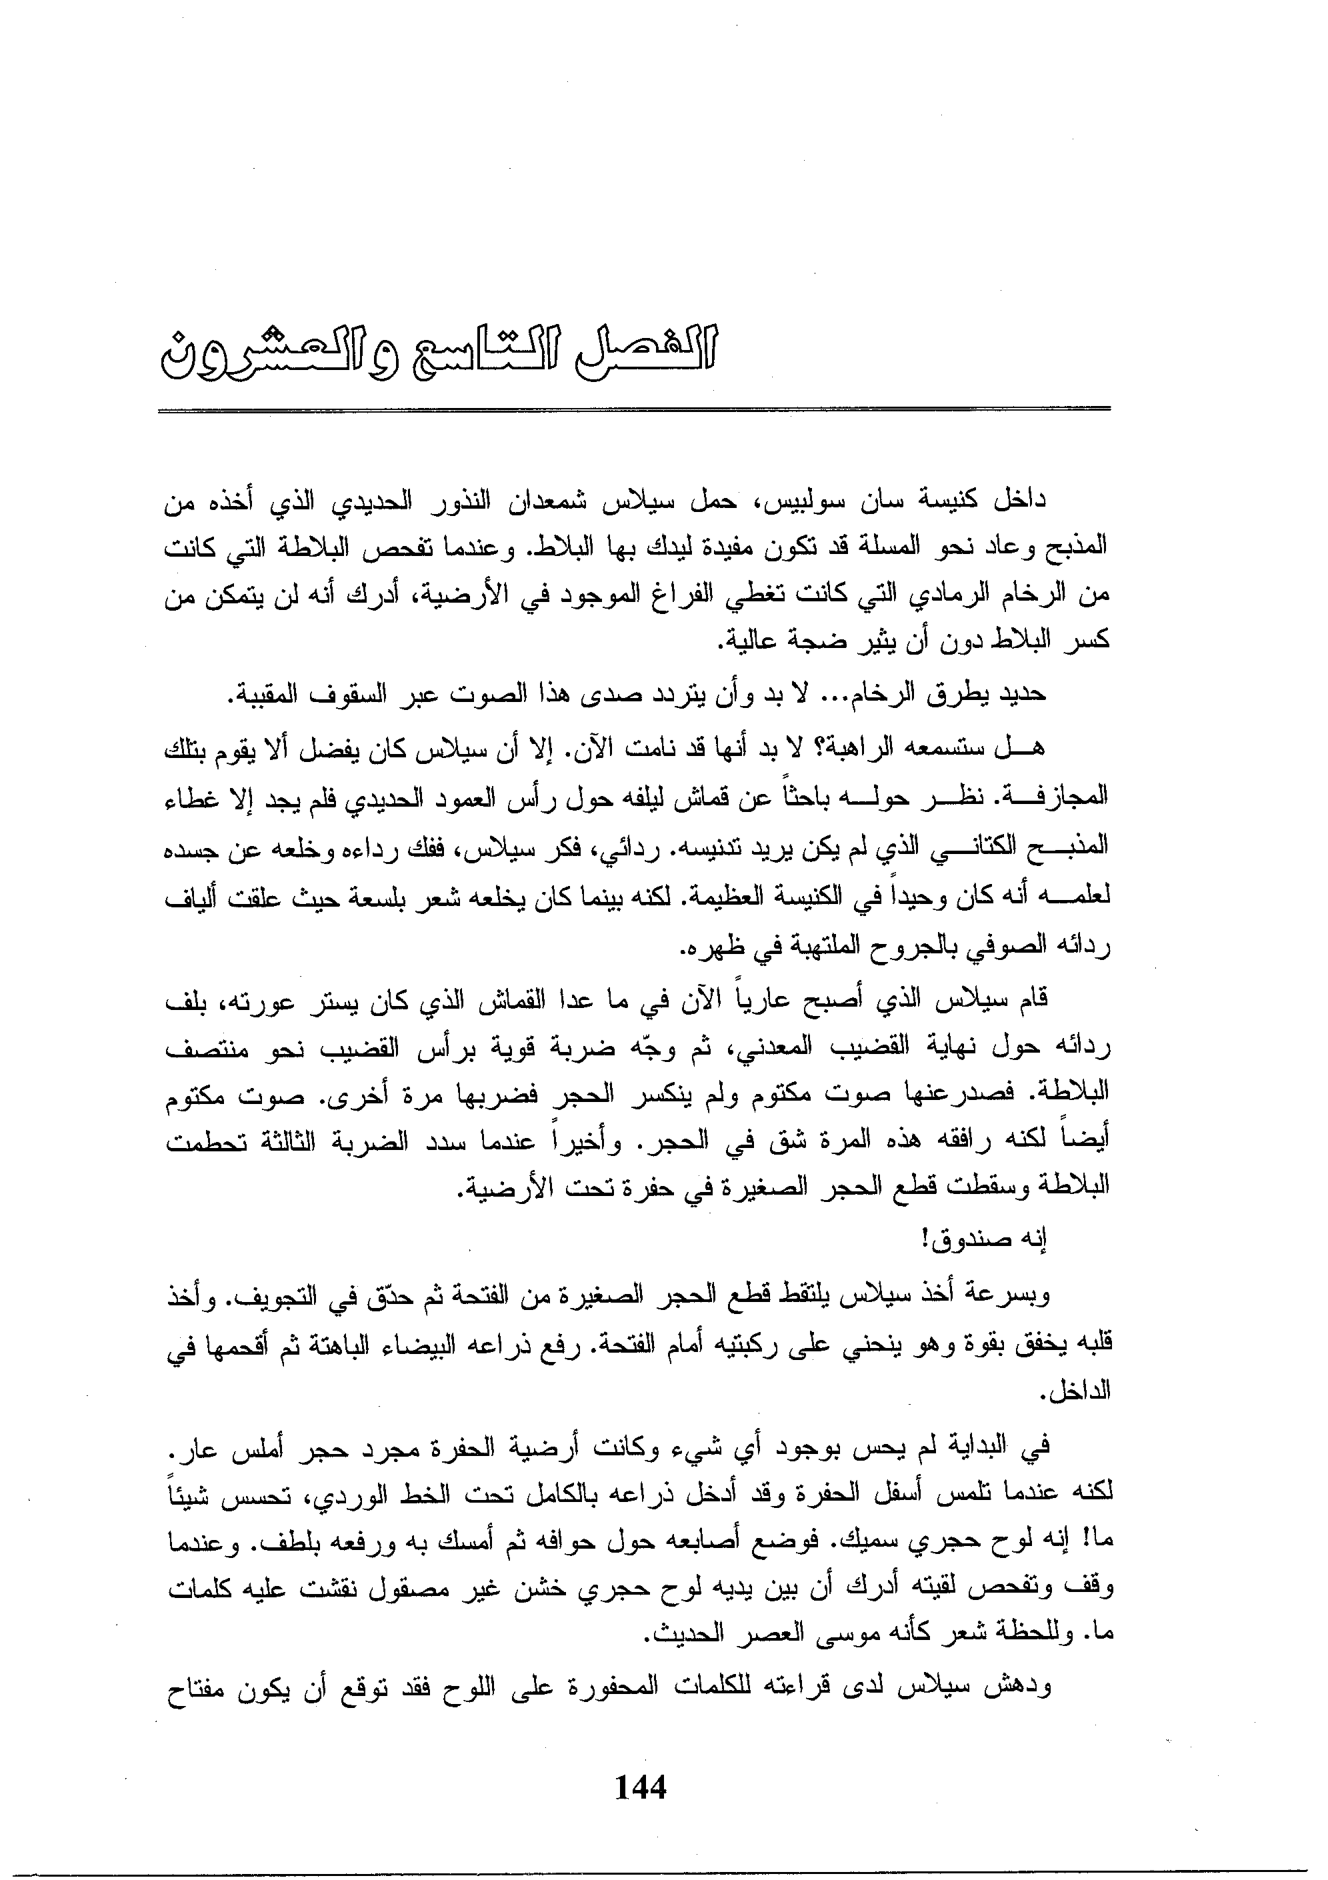 الفصل التاسع والعشرون
داخل كنيسة سان سولبيس، حمل سيلاس شمعدان النذور الحديدي الذي أخذه من
المذبح وعاد نحو المسلة قد تكون مفيدة ليدك بها البلاط. وعندما تفحص البلاطة التي كانت
من الرخام الرمادي التي كانت تغطي الفراغ الموجود في الأرضية، أدرك أنه لن يتمكن من
كسر البلاط دون أن يثير ضجة عالية.
حديد يطرق الرخام... لا بد وأن يتردد صدى هذا الصوت عبر السقوف المقببة.
هـل ستسمعه الراهبة؟ لا بد أنها قد نامت الآن. إلا أن سيلاس كان يفضل ألا يقوم بتلك
المجازفـة. نظـر حولـه باحثاً عن قماش ليلفه حول رأس العمود الحديدي فلم يجد إلا غطاء
المذبـح الكتانـي الذي لم يكن يريد تدنيسه. ردائي، فكر سيلاس، ففك رداءه وخلعه عن جسده
لعلمـه أنه كان وحيداً في الكنيسة العظيمة. لكنه بينما كان يخلعه شعر بلسعة حيث علقت ألياف
ردائه الصوفي بالجروح الملتهبة في ظهره.
قام سيلاس الذي أصبح عارياً الآن في ما عدا القماش الذي كان يستر عورته، بلف
ردائه حول نهاية القضيب المعدني، ثم وجّه ضربة قوية برأس القضيب نحو منتصف
البلاطة. فصدر عنها صوت مكتوم ولم ينكسر الحجر فضربها مرة أخرى. صوت مكتوم
أيضاً لكنه رافقه هذه المرة شق في الحجر. وأخيراً عندما سدد الضربة الثالثة تحطمت
البلاطة وسقطت قطع الحجر الصغيرة في حفرة تحت الأرضية.
إنه صندوق!
وبسرعة أخذ سيلاس يلتقط قطع الحجر الصغيرة من الفتحة ثم حدّق في التجويف. وأخذ
قلبه يخفق بقوة وهو ينحني على ركبتيه أمام الفتحة. رفع ذراعه البيضاء الباهتة ثم أقحمها في
الداخل.
في البداية لم يحس بوجود أي شيء وكانت أرضية الحفرة مجرد حجر أملس عار.
لكنه عندما تلمس أسفل الحفرة وقد أدخل ذراعه بالكامل تحت الخط الوردي، تحسس شيئاً
ما! إنه لوح حجري سميك. فوضع أصابعه حول حوافه ثم أمسك به ورفعه بلطف. وعندما
وقف وتفحص لقيته أدرك أن بين يديه لوح حجري خشن غير مصقول نقشت عليه كلمات
ما. وللحظة شعر كأنه موسى العصر الحديث.
ودهش سيلاس لدى قراءته للكلمات المحفورة على اللوح فقد توقع أن يكون مفتاح
144